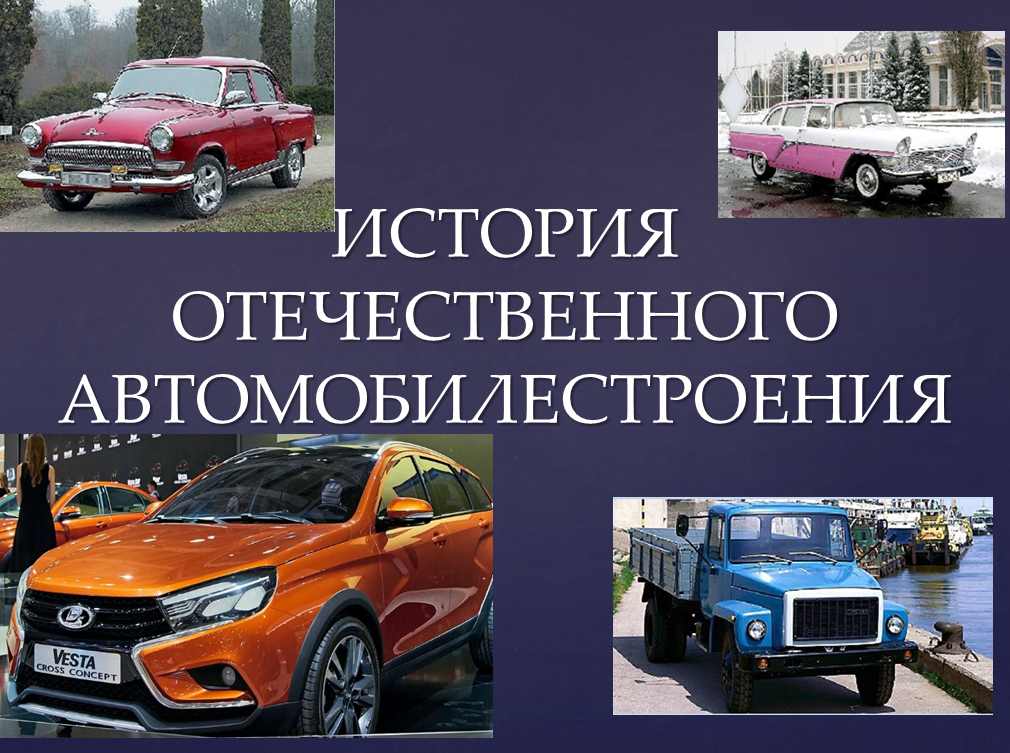 ИСТОРИЯ
ОТЕЧЕСТВЕННОГО
АВТОМОБИЛЕСТРОЕНИЯ
VESTA
CROSS CONCEPT